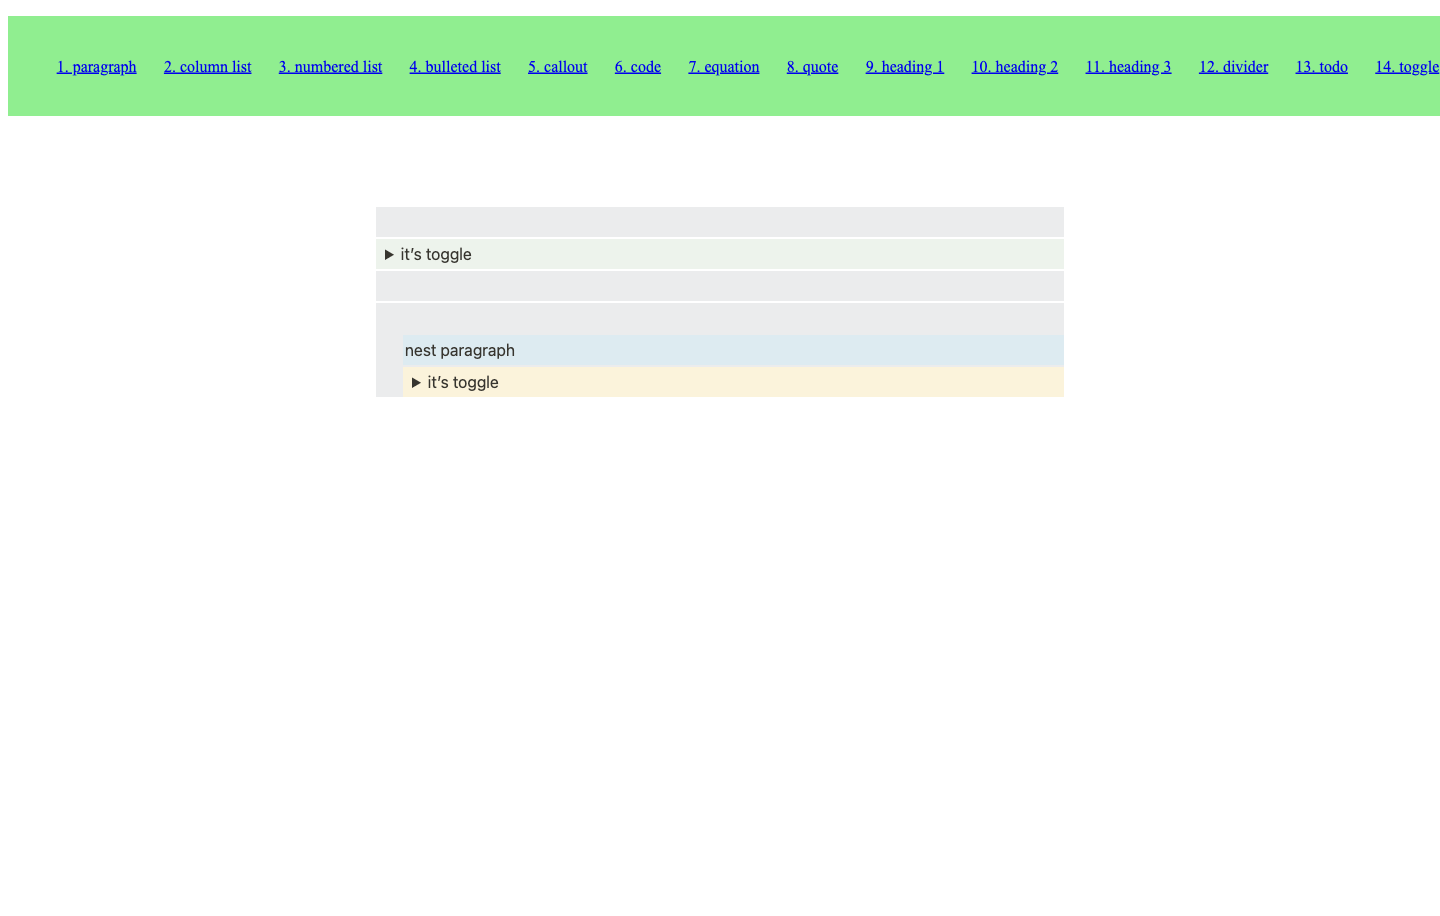 1. paragraph 2. column list 3. numbered list 4. bulleted list 5. callout 6. code 7. equation 8. quote 9. heading 1 10. heading 2 11. heading 3 12. divider 13. todo 14. toggle
it's toggle
nest paragraph
it's toggle